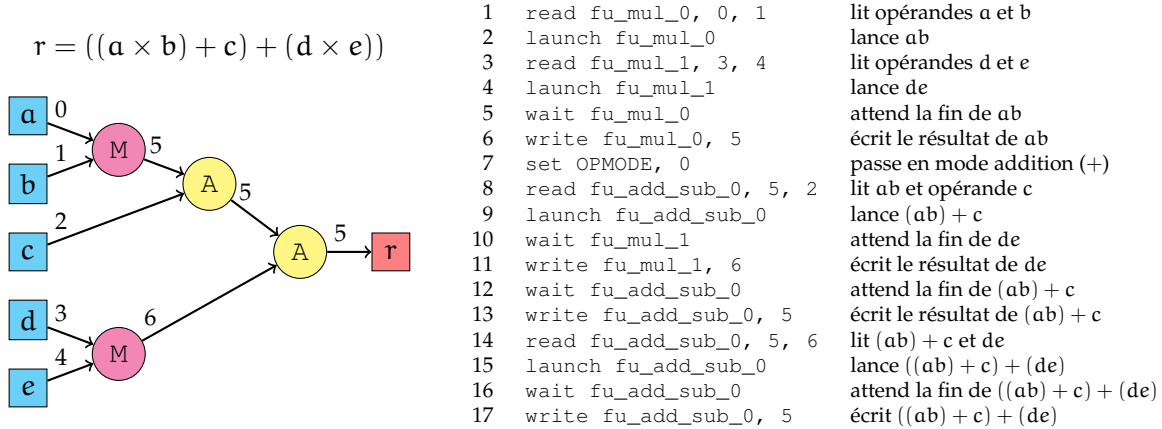 r = ((a × b) + c) + (d × e))
a 0
M 5
b 1
A 5
c 2
A 5 r
d 3
M 6
e 4
1 read fu_mul_0, 0, 1 lit opérandes a et b
2 launch fu_mul_0 lance ab
3 read fu_mul_1, 3, 4 lit opérandes d et e
4 launch fu_mul_1 lance de
5 wait fu_mul_0 attend la fin de ab
6 write fu_mul_0, 5 écrit le résultat de ab
7 set OPMODE, 0 passe en mode addition (+)
8 read fu_add_sub_0, 5, 2 lit ab et opérande c
9 launch fu_add_sub_0 lance (ab) + c
10 wait fu_mul_1 attend la fin de de
11 write fu_mul_1, 6 écrit le résultat de de
12 wait fu_add_sub_0 attend la fin de (ab) + c
13 write fu_add_sub_0, 5 écrit le résultat de (ab) + c
14 read fu_add_sub_0, 5, 6 lit (ab) + c et de
15 launch fu_add_sub_0 lance ((ab) + c) + (de)
16 wait fu_add_sub_0 attend la fin de ((ab) + c) + (de)
17 write fu_add_sub_0, 5 écrit ((ab) + c) + (de)